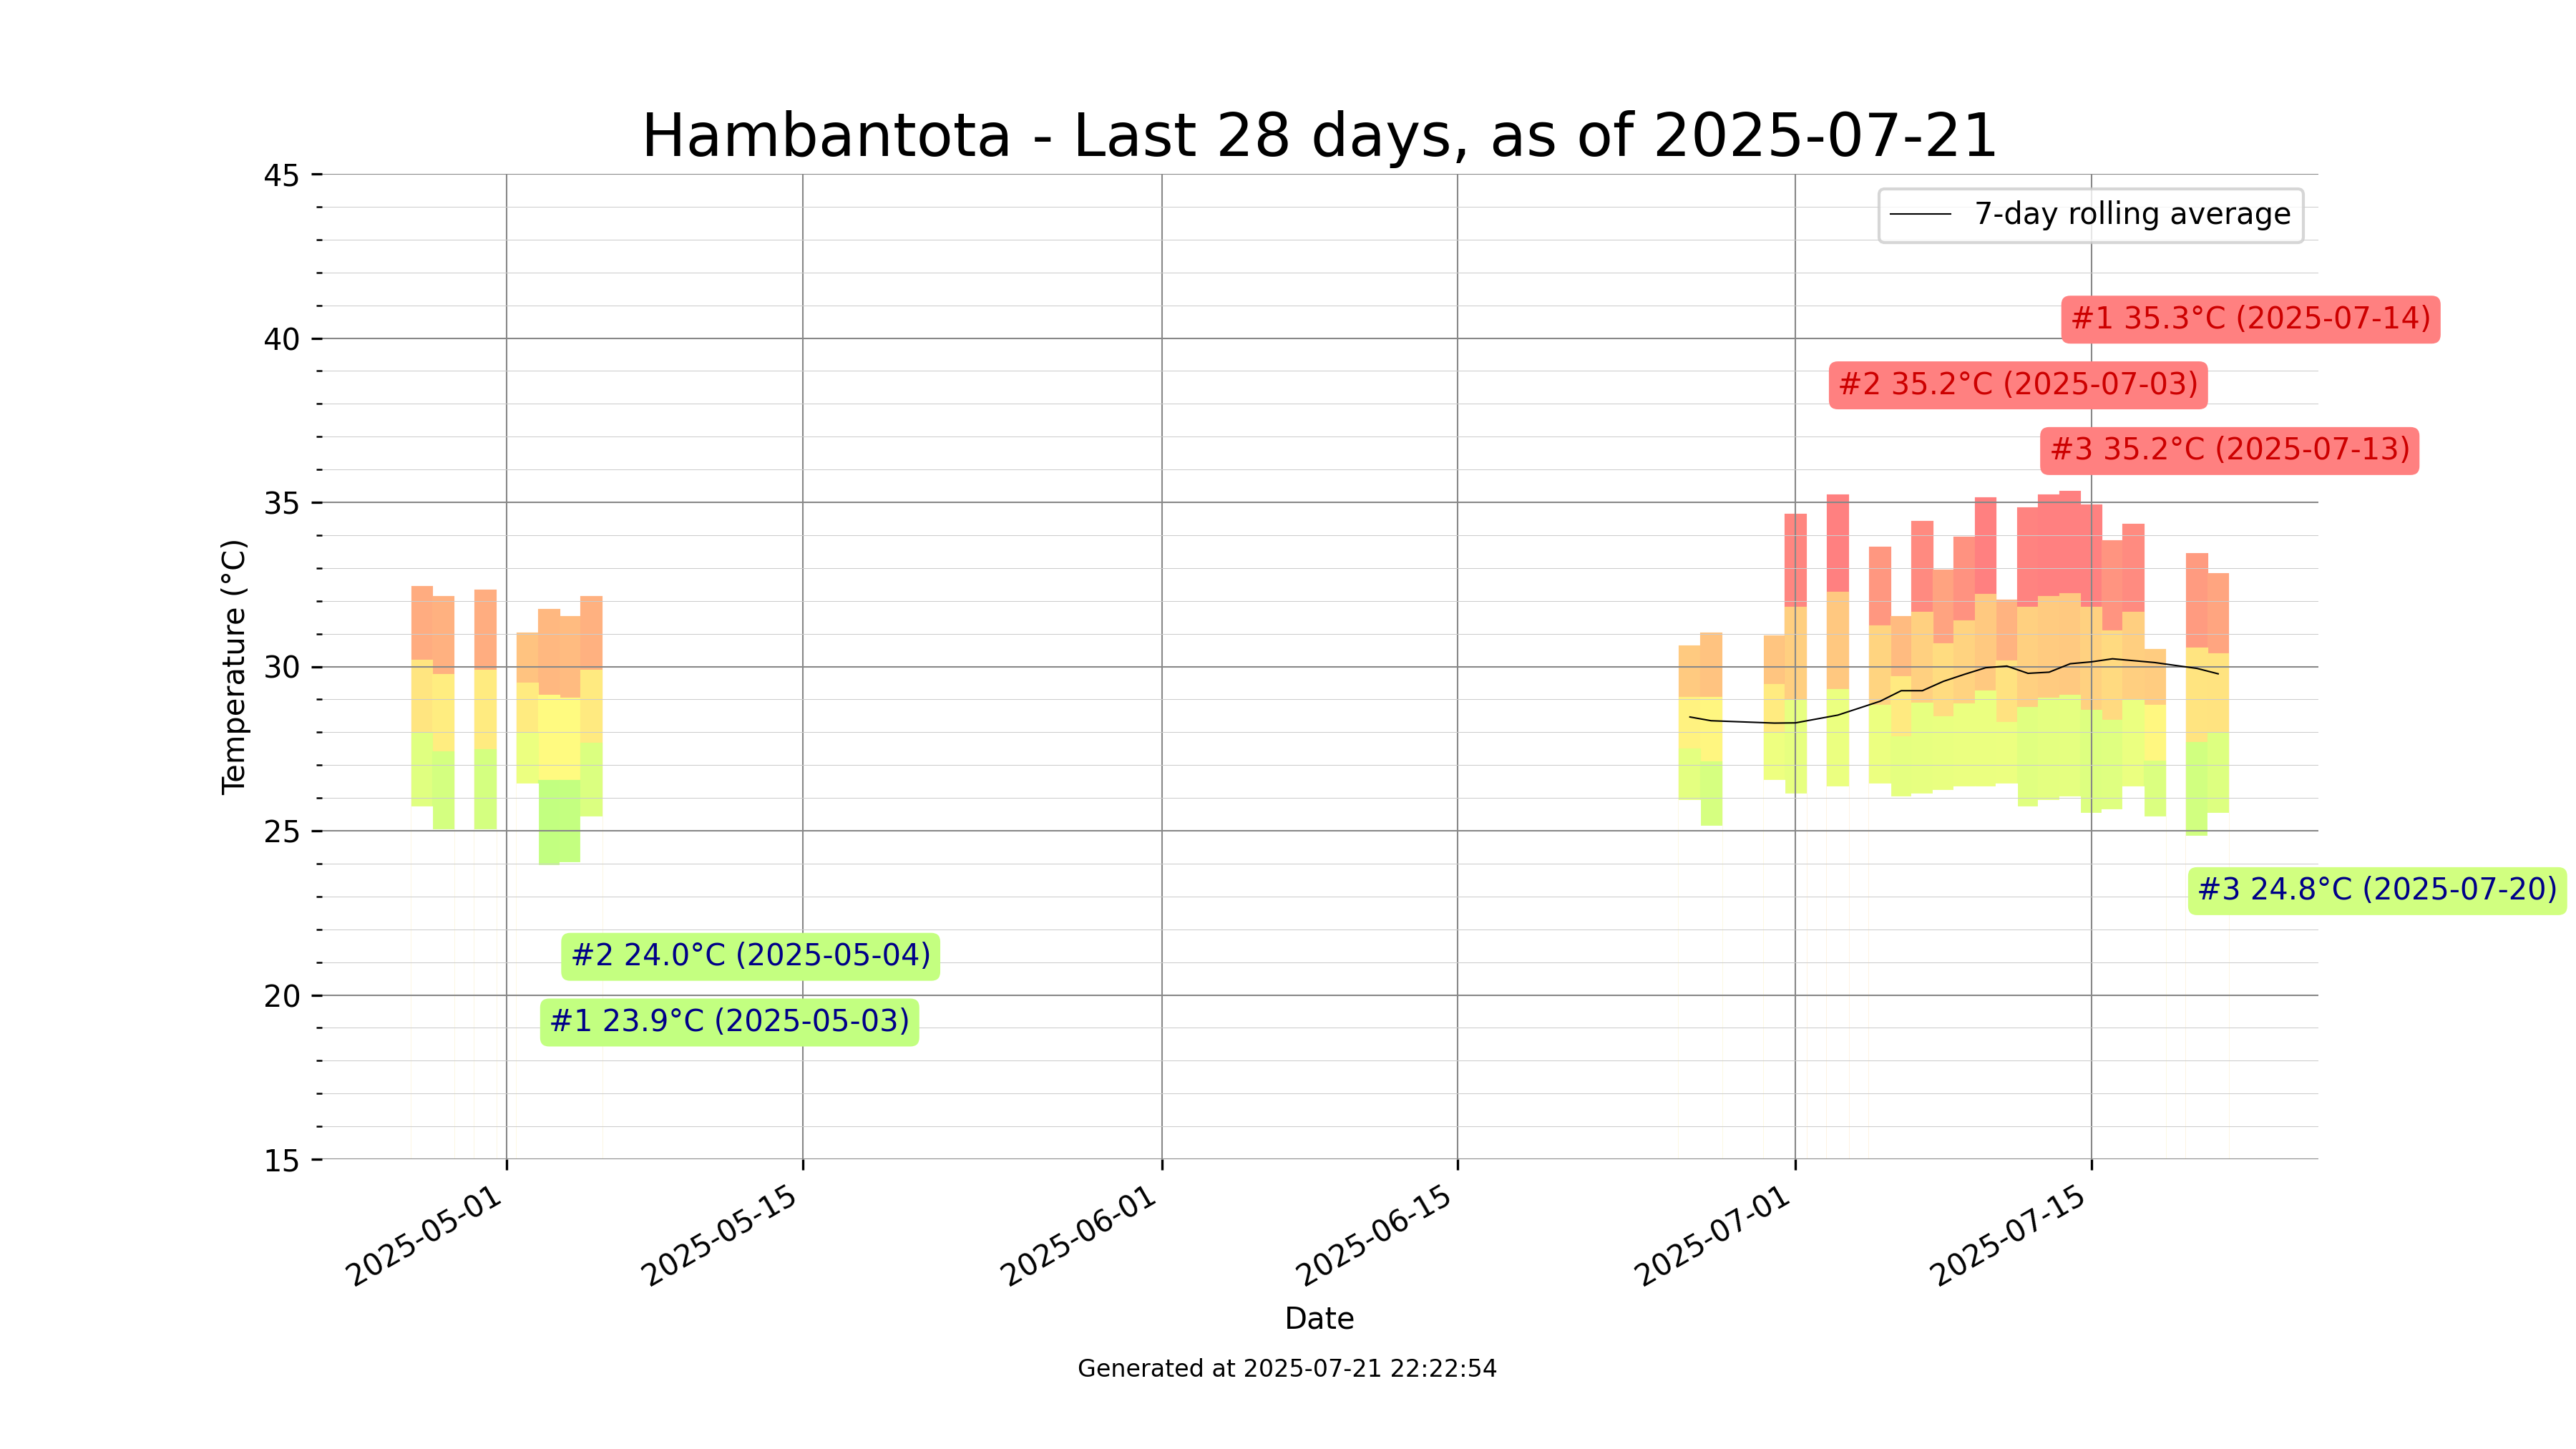 Hambantota - Last 28 days, as of 2025-07-21
45
40
35
30
25
20
15
Temperature (°C)
7-day rolling average
#1 35.3°C (2025-07-14)
#2 35.2°C (2025-07-03)
#3 35.2°C (2025-07-13)
#3 24.8°C (2025-07-20)
#2 24.0°C (2025-05-04)
#1 23.9°C (2025-05-03)
2025-05-01
2025-05-15
2025-06-01
2025-06-15
2025-07-01
2025-07-15
Date
Generated at 2025-07-21 22:22:54